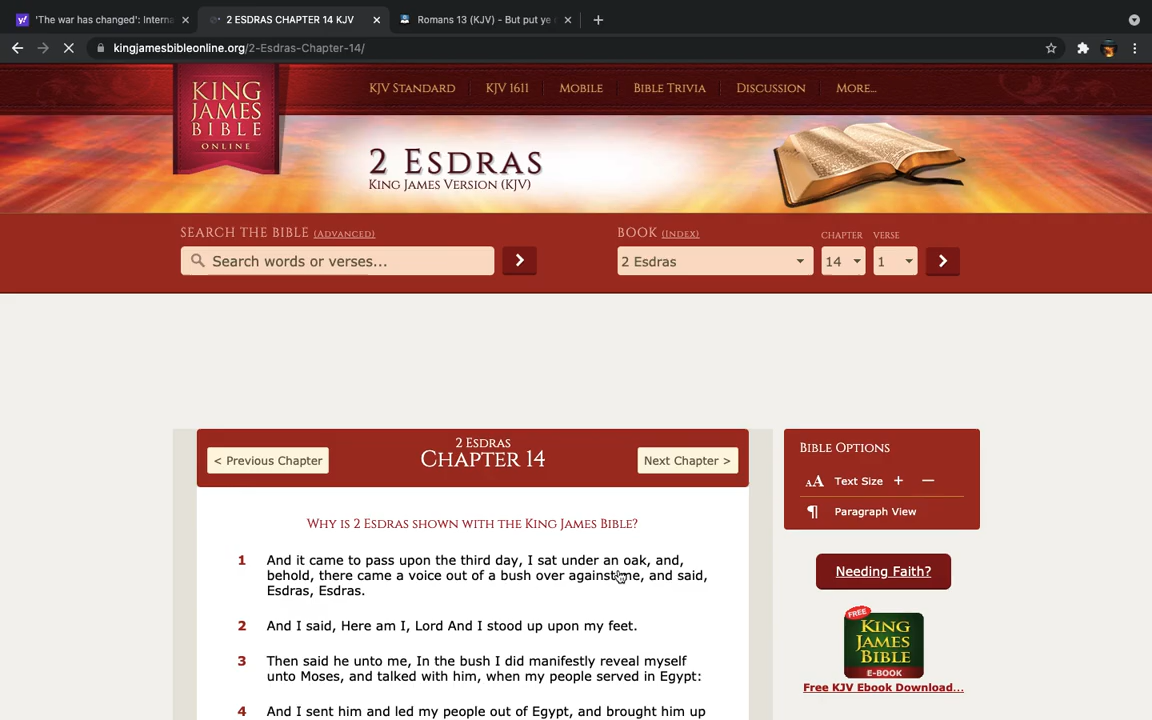 'The war has changed': Interna
2 ESDRAS CHAPTER 14 KJV
Romans 13 (KJV) - But put ye
kingjamesbibleonline.org/2-Esdras-Chapter-14/
KING
JAMES
BIBLE
ONLINE
KJV Standard
KJV 1611
Mobile
Bible Trivia
Discussion
More...
2 Esdras
King James Version (KJV)
SEARCH THE BIBLE (Advanced)
BOOK (Index)
CHAPTER
VERSE
Search words or verses...
2 Esdras
14
1
2 Esdras
Chapter 14
< Previous Chapter
Next Chapter >
Why is 2 Esdras shown with the King James Bible?
1 And it came to pass upon the third day, I sat under an oak, and,
behold, there came a voice out of a bush over against me, and said,
Esdras, Esdras.
2 And I said, Here am I, Lord And I stood up upon my feet.
3 Then said he unto me, In the bush I did manifestly reveal myself
unto Moses, and talked with him, when my people served in Egypt:
4 And I sent him and led my people out of Egypt, and brought him up
Bible Options
AA Text Size + −
¶ Paragraph View
Needing Faith?
FREE
KING
JAMES
BIBLE
E-BOOK
Free KJV Ebook Download...